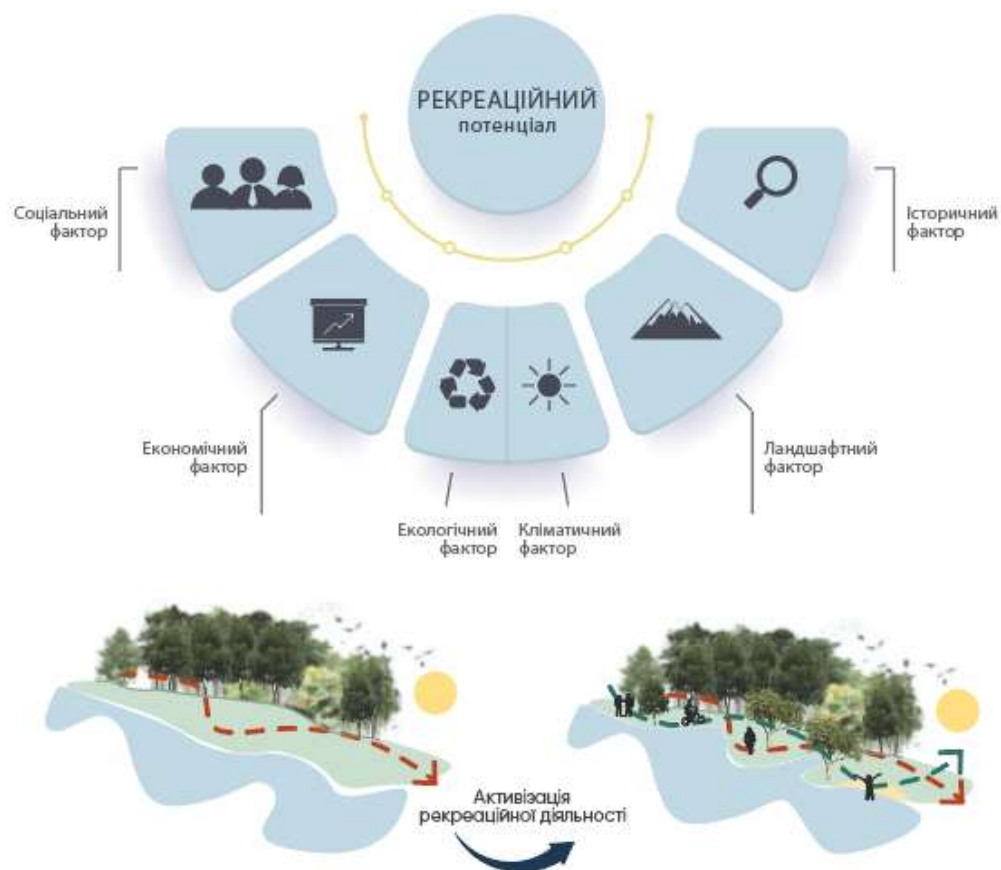 РЕКРЕАЦІЙНИЙ
потенціал
Соціальний
фактор
Історичний
фактор
Економічний
фактор
Ландшафтний
фактор
Екологічний
фактор
Кліматичний
фактор
Активізація
рекреаційної діяльності